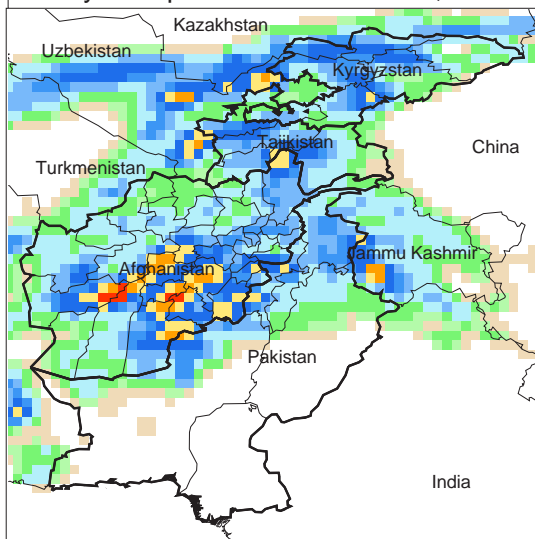 Kazakhstan
Uzbekistan
Kyrgyzstan
Tajikistan
China
Turkmenistan
Jammu Kashmir
Afghanistan
Pakistan
India